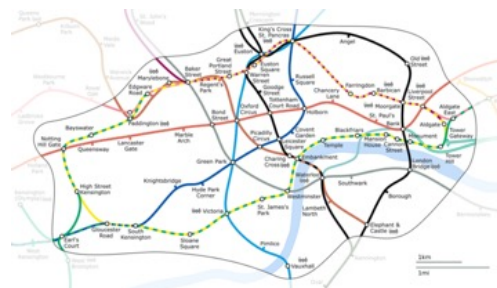 King's Cross
St. Pancras
Angel
Euston
Euston
Square
Great
Portland
Street
Warren
Street
Baker
Street
Regent's
Park
Marylebone
Edgware
Road
Paddington
Old
Street
Russell
Square
Goodge
Street
Farringdon
Barbican
Moorgate
Liverpool
Street
Chancery
Lane
Tottenham
Court Road
Holborn
St. Paul's
Bank
Aldgate
East
Aldgate
Tower
Gateway
Tower
Hill
Bond
Street
Oxford
Circus
Bayswater
Notting
Hill Gate
Queensway
Lancaster
Gate
Marble
Arch
Piccadilly
Circus
Covent
Garden
Leicester
Square
Blackfriars
Mansion
House
Cannon
Street
Monument
Temple
Charing
Cross
Embankment
Green Park
High Street
Kensington
Knightsbridge
Hyde Park
Corner
Waterloo
Southwark
London
Bridge
Westminster
St. James's
Park
Victoria
Lambeth
North
Borough
Earl's
Court
Gloucester
Road
South
Kensington
Sloane
Square
Pimlico
Elephant &
Castle
Vauxhall
1km
1mi